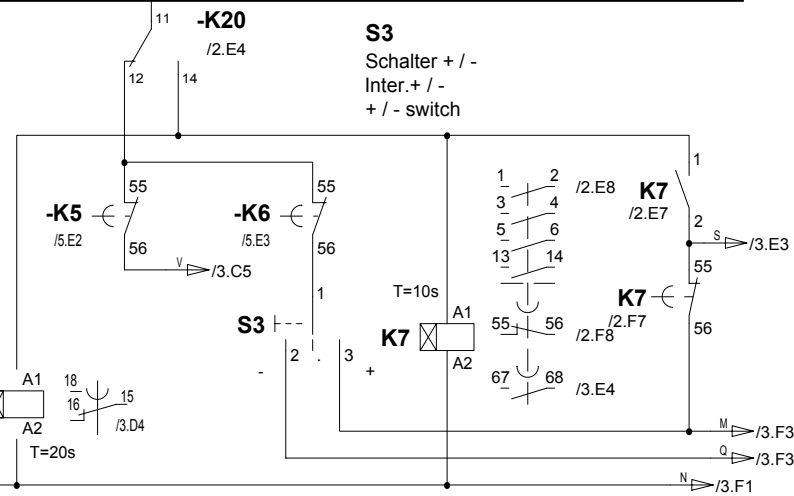 11 -K20
/2.E4
12 14
S3
Schalter + / -
Inter.+ / -
+ / - switch
55
-K5
/5.E2
56
V /3.C5
55
-K6
/5.E3
56
1
S3
2 . 3
- +
T=10s
A1
K7
A2
1 2 /2.E8
3 4
5 6
13 14
55 56 /2.F8
67 68 /3.E4
1
K7
/2.E7
2
S /3.E3
55
K7
/2.F7
56
A1
A2
T=20s
18
16 15
/3.D4
M /3.F3
Q /3.F3
N /3.F1